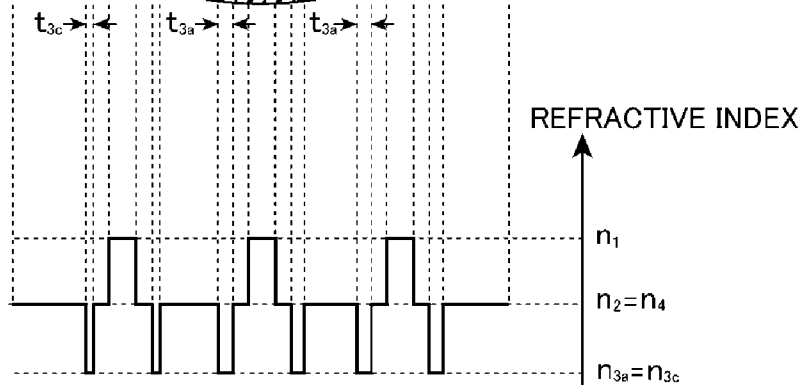 t₃c t₃a t₃a
REFRACTIVE INDEX
n₁
n₂=n₄
n₃a=n₃c